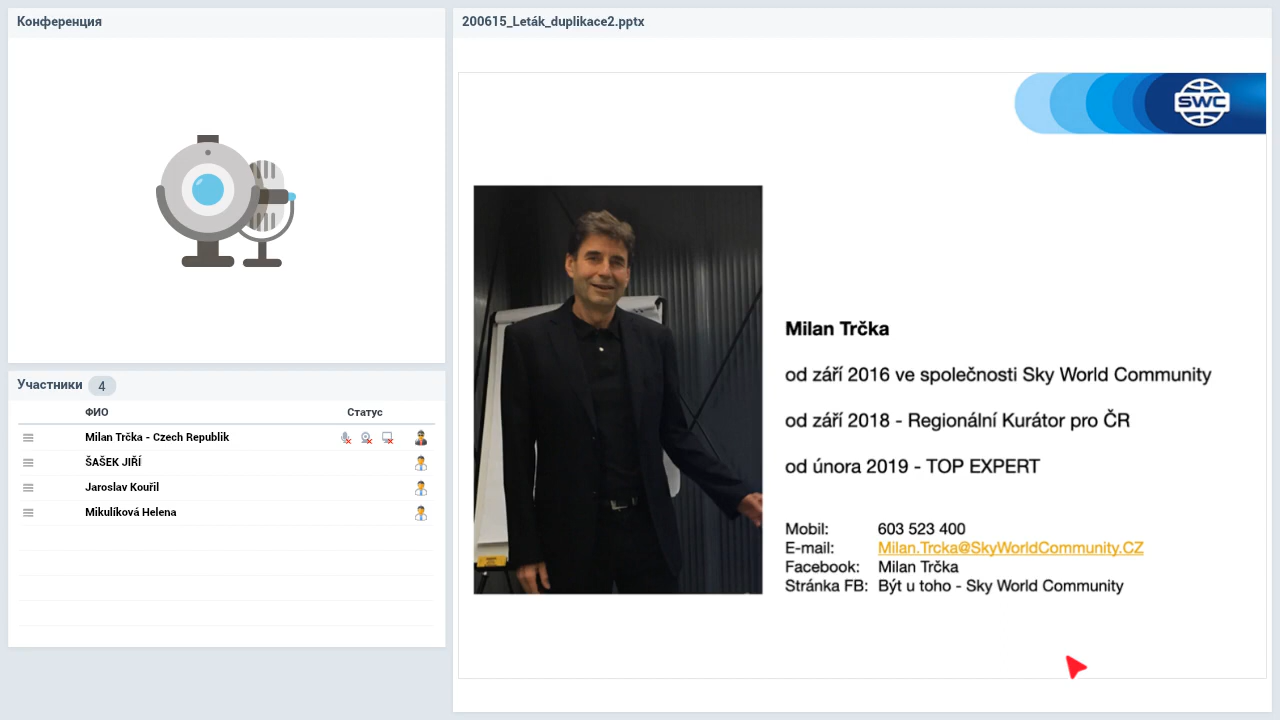 Конференция
Участники 4
ФИО Статус
Milan Trčka - Czech Republik
ŠAŠEK JIŘÍ
Jaroslav Kouřil
Mikulíková Helena
200615_Leták_duplikace2.pptx
SWC
Milan Trčka
od září 2016 ve společnosti Sky World Community
od září 2018 - Regionální Kurátor pro ČR
od února 2019 - TOP EXPERT
Mobil: 603 523 400
E-mail: Milan.Trcka@SkyWorldCommunity.CZ
Facebook: Milan Trčka
Stránka FB: Být u toho - Sky World Community